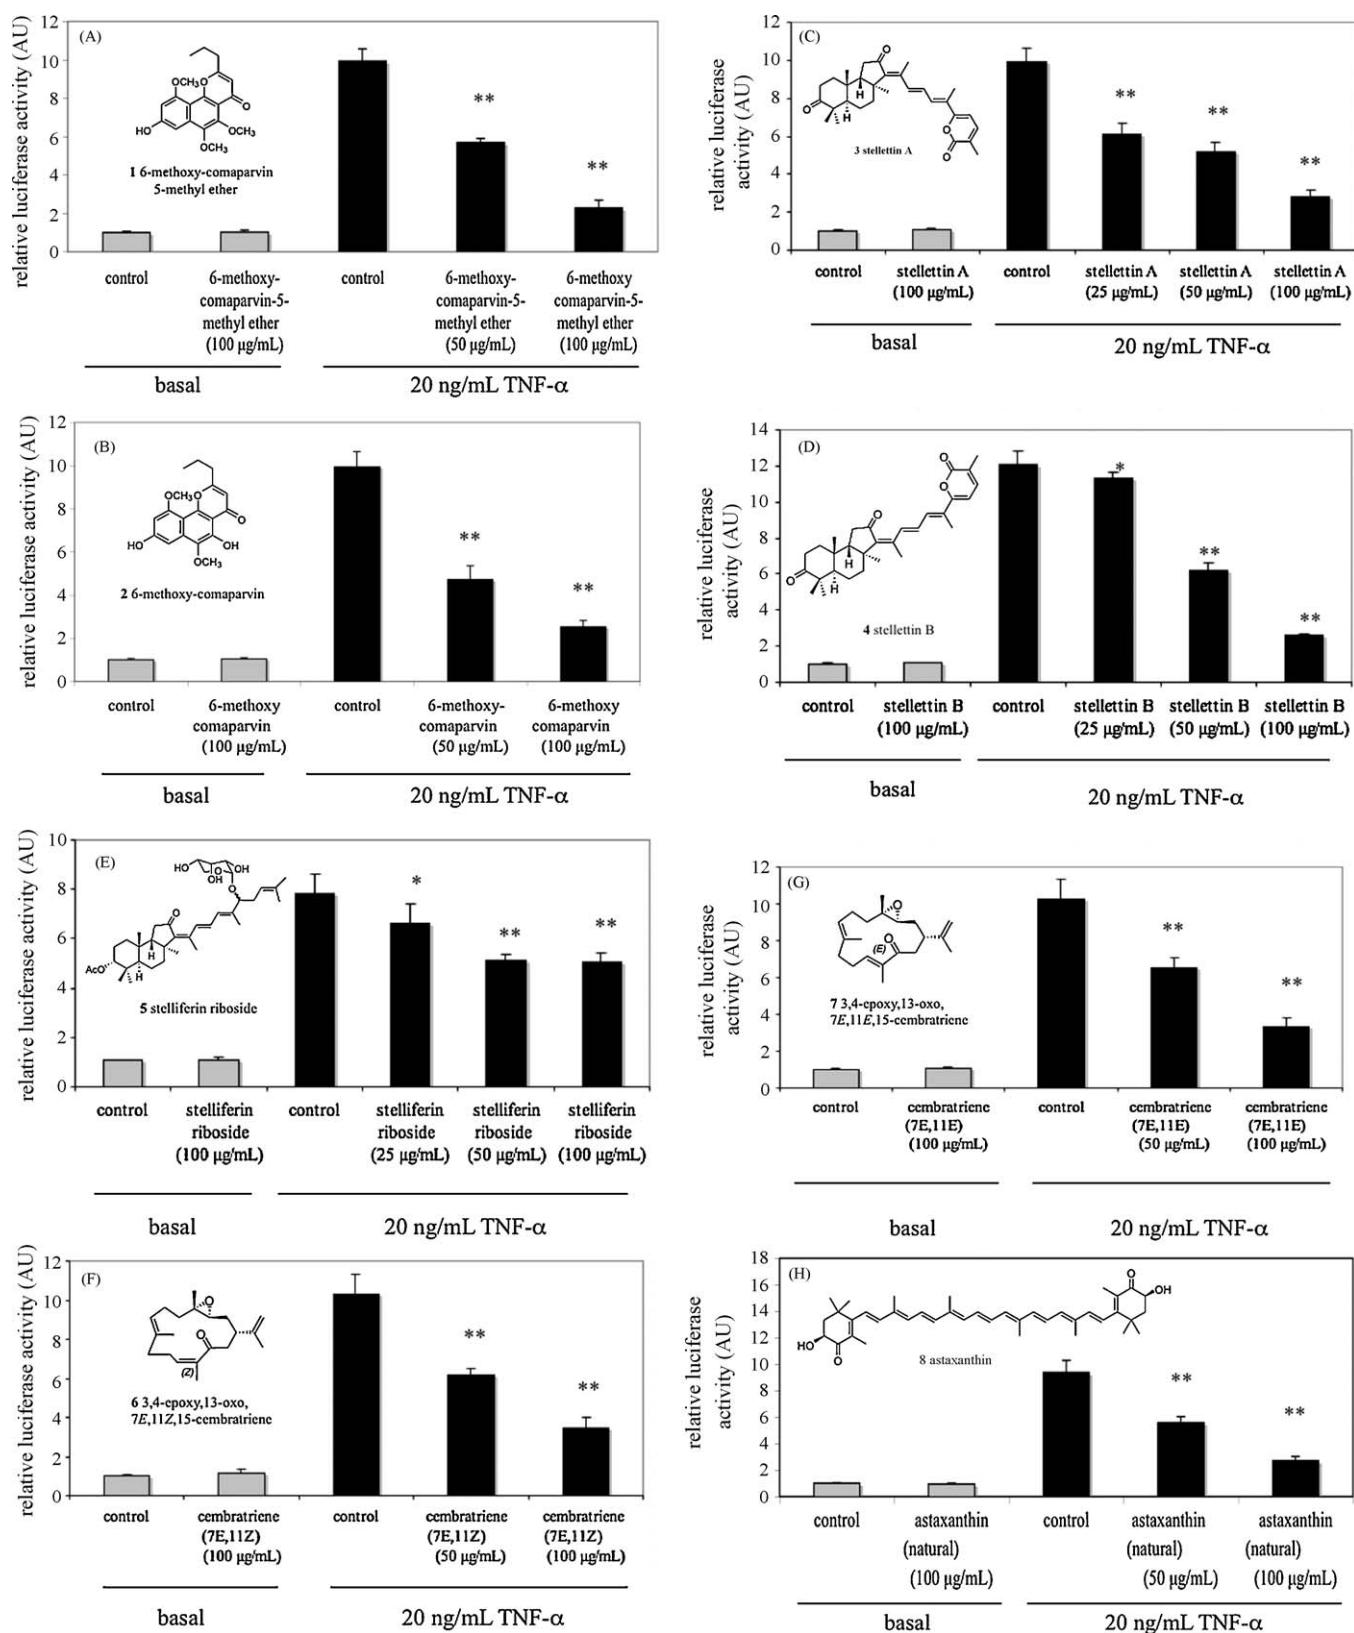 (A)
relative luciferase activity (AU)
12
10
8
6
4
2
0
OCH₃
O
O
HO
OCH₃
OCH₃
1 6-methoxy-comaparvin
5-methyl ether
**
**
control
6-methoxy-
comaparvin-5-
methyl ether
(100 µg/mL)
control
6-methoxy-
comaparvin-5-
methyl ether
(50 µg/mL)
6-methoxy
comaparvin-5-
methyl ether
(100 µg/mL)
basal
20 ng/mL TNF-α
(C)
relative luciferase
activity (AU)
12
10
8
6
4
2
0
O
O
H
H
O
O
3 stellettin A
**
**
**
control
stellettin A
(100 µg/mL)
control
stellettin A
(25 µg/mL)
stellettin A
(50 µg/mL)
stellettin A
(100 µg/mL)
basal
20 ng/mL TNF-α
(B)
relative luciferase activity (AU)
12
10
8
6
4
2
0
OCH₃
O
O
HO
OH
OCH₃
2 6-methoxy-comaparvin
**
**
control
6-methoxy
comaparvin
(100 µg/mL)
control
6-methoxy-
comaparvin
(50 µg/mL)
6-methoxy
comparvin
(100 µg/mL)
basal
20 ng/mL TNF-α
(D)
relative luciferase
activity (AU)
14
12
10
8
6
4
2
0
O
O
O
O
H
H
4 stellettin B
*
**
**
control
stellettin B
(100 µg/mL)
control
stellettin B
(25 µg/mL)
stellettin B
(50 µg/mL)
stellettin B
(100 µg/mL)
basal
20 ng/mL TNF-α
(E)
relative luciferase activity (AU)
10
8
6
4
2
0
HO
O
OH
OH
O
O
H
H
AcO
5 stelliferin riboside
*
**
**
control
stelliferin
riboside
(100 µg/mL)
control
stelliferin
riboside
(25 µg/mL)
stelliferin
riboside
(50 µg/mL)
stelliferin
riboside
(100 µg/mL)
basal
20 ng/mL TNF-α
(G)
relative luciferase
activity (AU)
12
10
8
6
4
2
0
O
O
(E)
7 3,4-epoxy,13-oxo,
7E,11E,15-cembratriene
**
**
control
cembratriene
(7E,11E)
(100 µg/mL)
control
cembratriene
(7E,11E)
(50 µg/mL)
cembratriene
(7E,11E)
(100 µg/mL)
basal
20 ng/mL TNF-α
(F)
relative luciferase activity (AU)
12
10
8
6
4
2
0
O
O
(Z)
6 3,4-epoxy,13-oxo,
7E,11Z,15-cembratriene
**
**
control
cembratriene
(7E,11Z)
(100 µg/mL)
control
cembratriene
(7E,11Z)
(50 µg/mL)
cembratriene
(7E,11Z)
(100 µg/mL)
basal
20 ng/mL TNF-α
(H)
relative luciferase
activity (AU)
18
16
14
12
10
8
6
4
2
0
O
OH
HO
O
8 astaxanthin
**
**
control
astaxanthin
(natural)
(100 µg/mL)
control
astaxanthin
(natural)
(50 µg/mL)
astaxanthin
(natural)
(100 µg/mL)
basal
20 ng/mL TNF-α